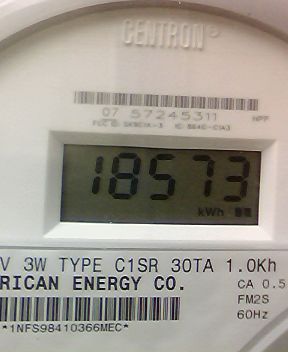 CENTRON®
07 57245311
18573
kWh
V 3W TYPE C1SR 30TA 1.0Kh
RICAN ENERGY CO. CA 0.5
FM2S
60Hz
*1NFS98410366MEC*